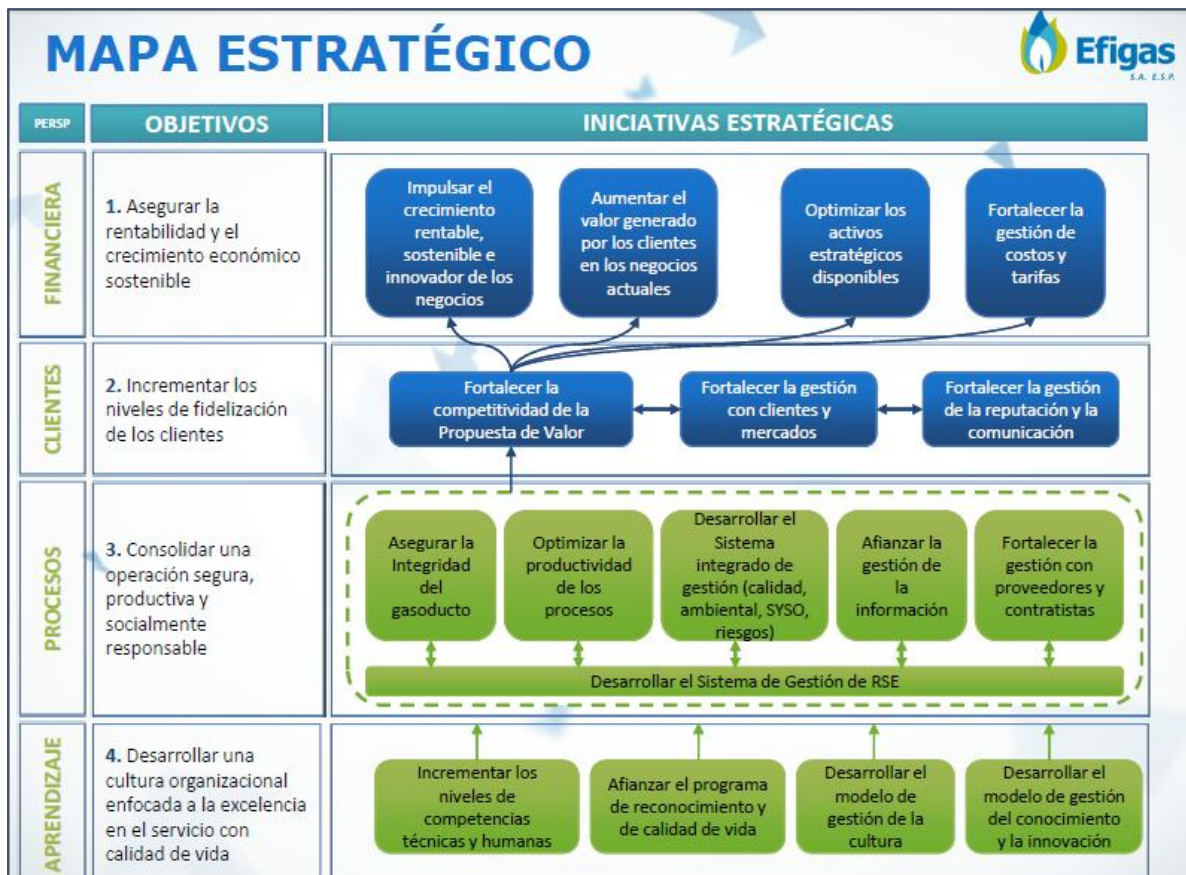 MAPA ESTRATÉGICO
Efigas
S.A. E.S.P.
PERSP
OBJETIVOS
INICIATIVAS ESTRATÉGICAS
FINANCIERA
1. Asegurar la
rentabilidad y el
crecimiento económico
sostenible
Impulsar el
crecimiento
rentable,
sostenible e
innovador de los
negocios
Aumentar el
valor generado
por los clientes
en los negocios
actuales
Optimizar los
activos
estratégicos
disponibles
Fortalecer la
gestión de
costos y
tarifas
CLIENTES
2. Incrementar los
niveles de fidelización
de los clientes
Fortalecer la
competitividad de la
Propuesta de Valor
Fortalecer la gestión
con clientes y
mercados
Fortalecer la gestión
de la reputación y la
comunicación
PROCESOS
3. Consolidar una
operación segura,
productiva y
socialmente
responsable
Asegurar la
Integridad
del
gasoducto
Optimizar la
productividad
de los
procesos
Desarrollar el
Sistema
integrado de
gestión (calidad,
ambiental, SYSO,
riesgos)
Afianzar la
gestión de
la
información
Fortalecer la
gestión con
proveedores y
contratistas
Desarrollar el Sistema de Gestión de RSE
APRENDIZAJE
4. Desarrollar una
cultura organizacional
enfocada a la excelencia
en el servicio con
calidad de vida
Incrementar los
niveles de
competencias
técnicas y humanas
Afianzar el programa
de reconocimiento y
de calidad de vida
Desarrollar el
modelo de
gestión de la
cultura
Desarrollar el
modelo de gestión
del conocimiento
y la innovación